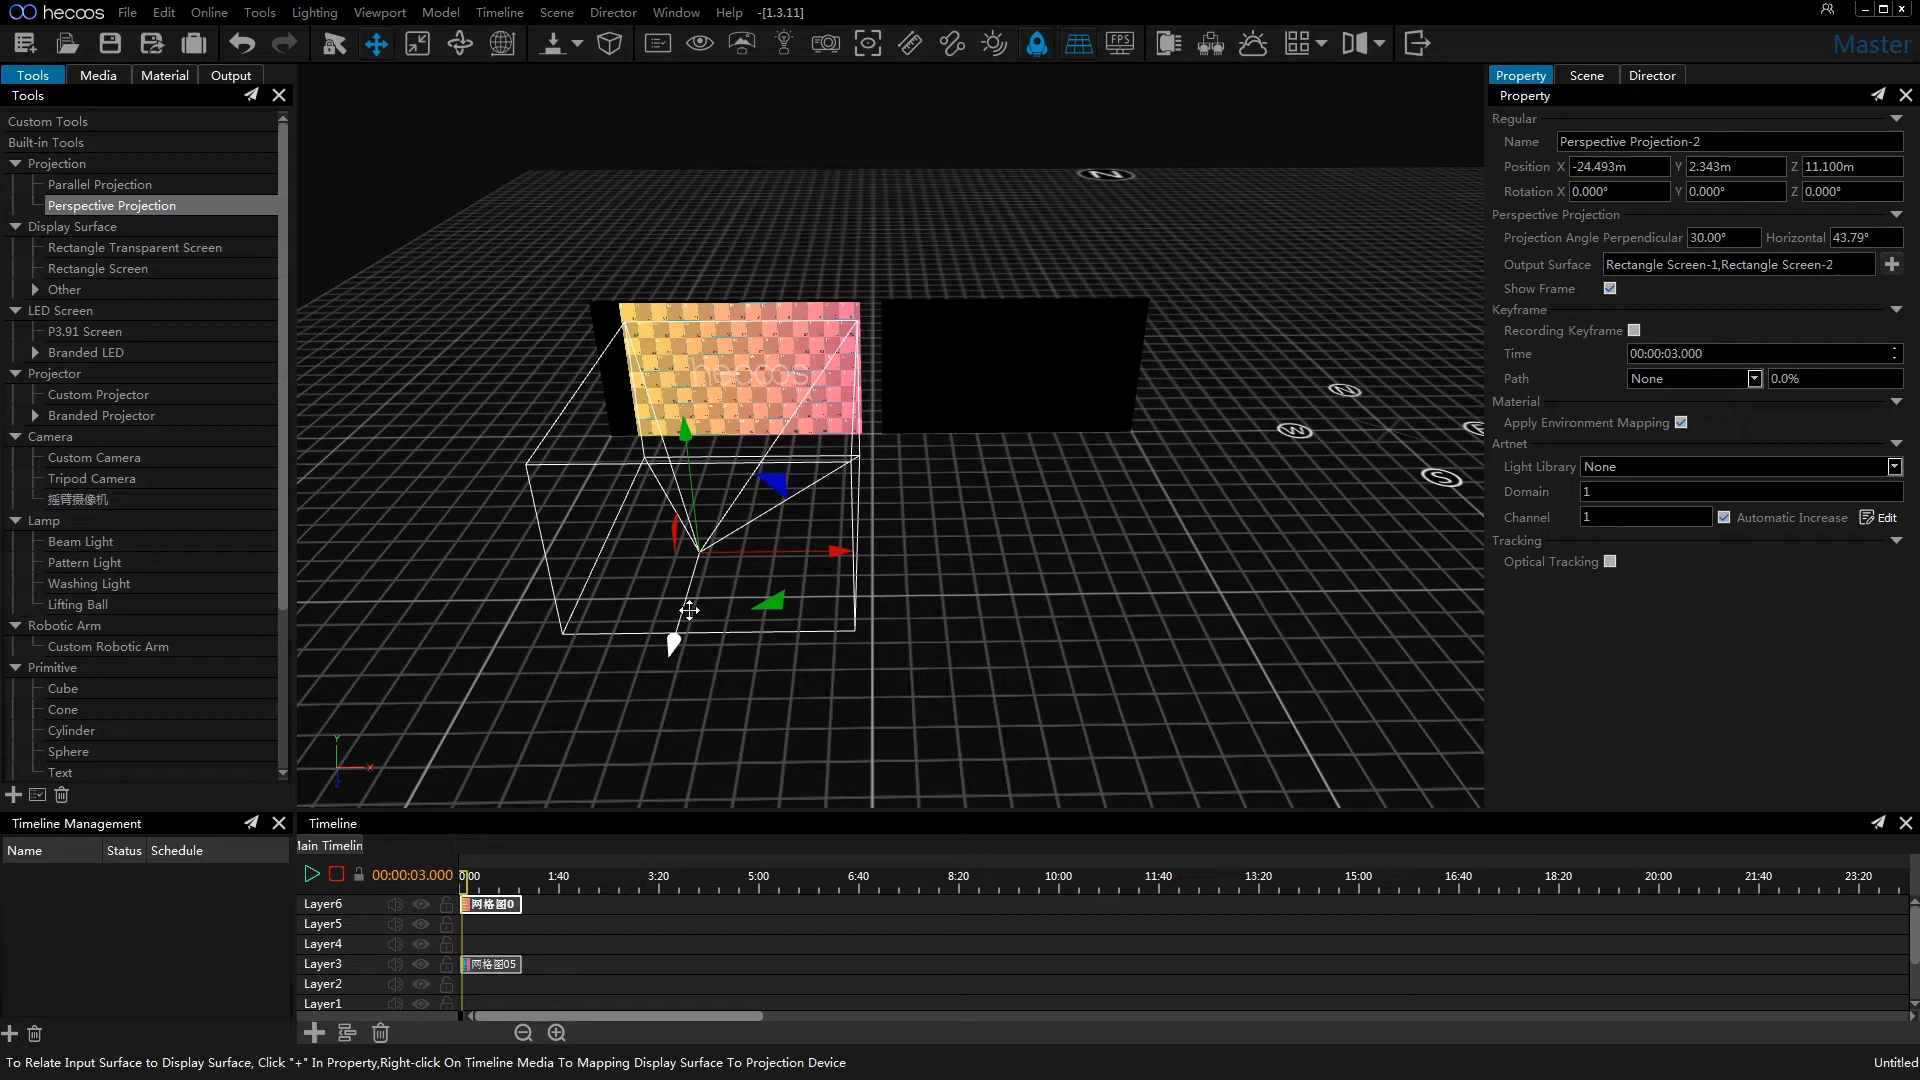 hecoos File Edit Online Tools Lighting Viewport Model Timeline Scene Director Window Help -[1.3.11]
FPS Master
Tools Media Material Output
Tools
Custom Tools
Built-in Tools
Projection
Parallel Projection
Perspective Projection
Display Surface
Rectangle Transparent Screen
Rectangle Screen
Other
LED Screen
P3.91 Screen
Branded LED
Projector
Custom Projector
Branded Projector
Camera
Custom Camera
Tripod Camera
摇臂摄像机
Lamp
Beam Light
Pattern Light
Washing Light
Lifting Ball
Robotic Arm
Custom Robotic Arm
Primitive
Cube
Cone
Cylinder
Sphere
Text
N
hecoos
W
S
Y
X
Z
Property Scene Director
Property
Regular
Name Perspective Projection-2
Position X -24.493m Y 2.343m Z 11.100m
Rotation X 0.000° Y 0.000° Z 0.000°
Perspective Projection
Projection Angle Perpendicular 30.00° Horizontal 43.79°
Output Surface Rectangle Screen-1,Rectangle Screen-2
Show Frame
Keyframe
Recording Keyframe
Time 00:00:03.000
Path None 0.0%
Material
Apply Environment Mapping
Artnet
Light Library None
Domain 1
Channel 1 Automatic Increase Edit
Tracking
Optical Tracking
Timeline Management
Name Status Schedule
Timeline
Main Timelin
00:00:03.000 0:00 1:40 3:20 5:00 6:40 8:20 10:00 11:40 13:20 15:00 16:40 18:20 20:00 21:40 23:20
Layer6 网格图0
Layer5
Layer4
Layer3 网格图05
Layer2
Layer1
To Relate Input Surface to Display Surface, Click "+" In Property,Right-click On Timeline Media To Mapping Display Surface To Projection Device
Untitled